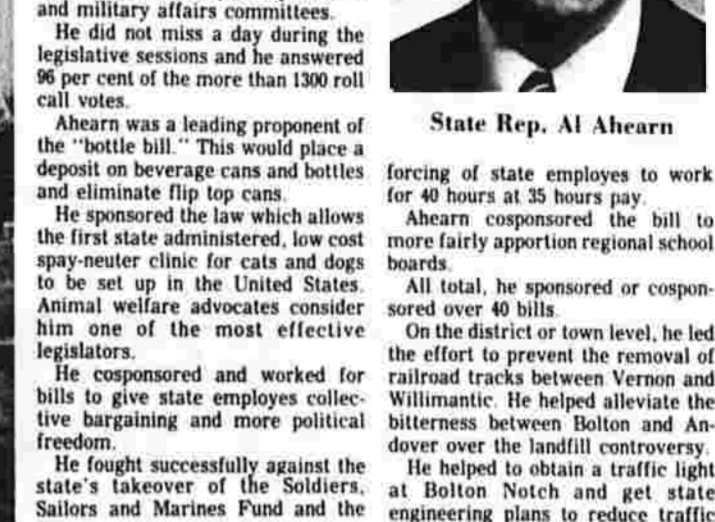 and military affairs committees.
He did not miss a day during the
legislative sessions and he answered
96 per cent of the more than 1300 roll
call votes.
Ahearn was a leading proponent of
the "bottle bill." This would place a
deposit on beverage cans and bottles
and eliminate flip top cans.
He sponsored the law which allows
the first state administered, low cost
spay-neuter clinic for cats and dogs
to be set up in the United States.
Animal welfare advocates consider
him one of the most effective
legislators.
He cosponsored and worked for
bills to give state employes collec-
tive bargaining and more political
freedom.
He fought successfully against the
state's takeover of the Soldiers,
Sailors and Marines Fund and the
State Rep. Al Ahearn
forcing of state employes to work
for 40 hours at 35 hours pay.
Ahearn cosponsored the bill to
more fairly apportion regional school
boards.
All total, he sponsored or cospon-
sored over 40 bills.
On the district or town level, he led
the effort to prevent the removal of
railroad tracks between Vernon and
Willimantic. He helped alleviate the
bitterness between Bolton and An-
dover over the landfill controversy.
He helped to obtain a traffic light
at Bolton Notch and get state
engineering plans to reduce traffic